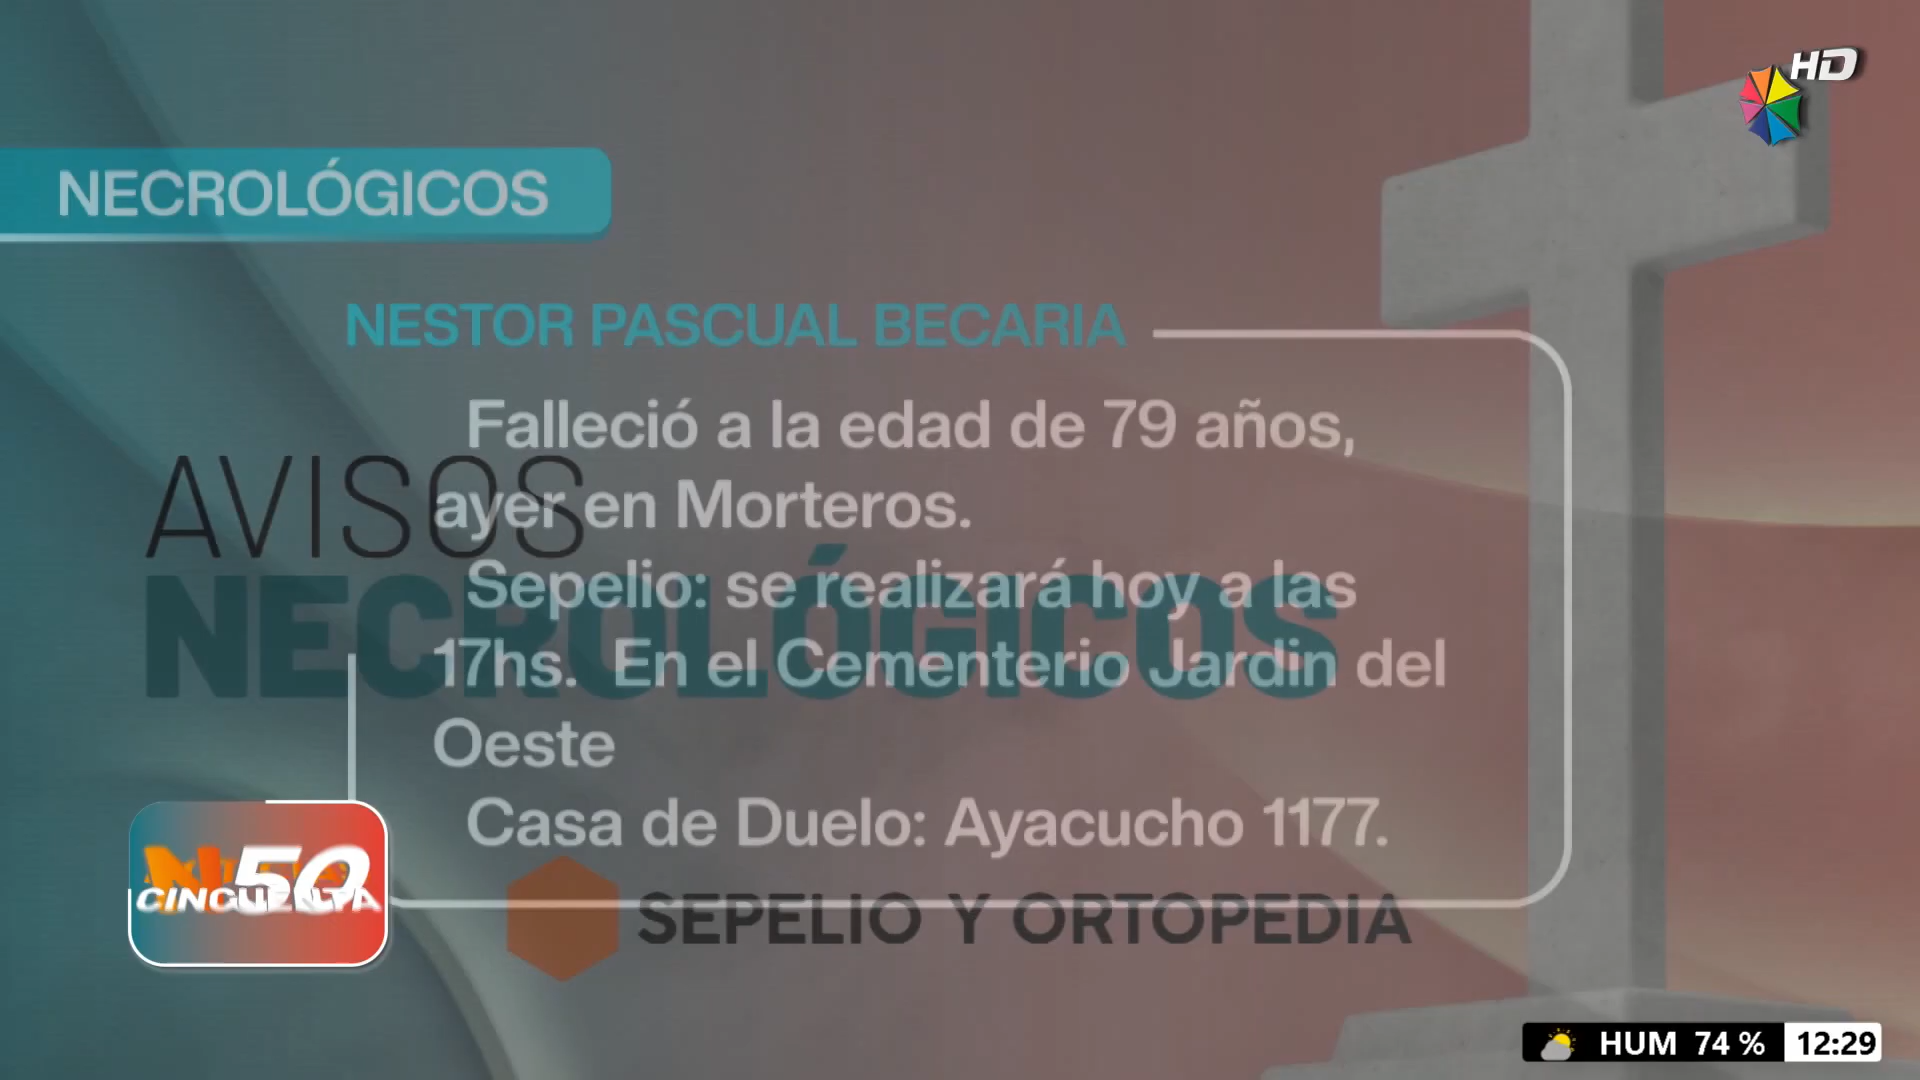 HD
NECROLÓGICOS
NESTOR PASCUAL BECARIA
Falleció a la edad de 79 años,
ayer en Morteros.
Sepelio: se realizará hoy a las
17hs. En el Cementerio Jardin del
Oeste
Casa de Duelo: Ayacucho 1177.
AVISOS
NECROLÓGICOS
N50
CINCUENTA
SEPELIO Y ORTOPEDIA
HUM 74 % 12:29